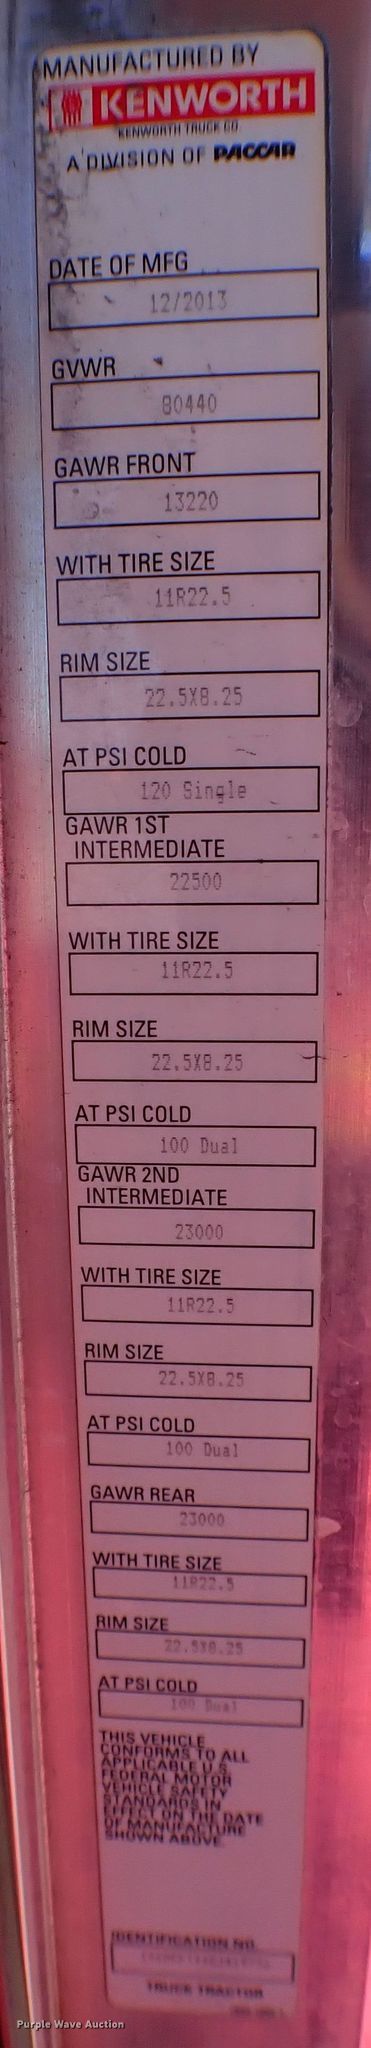 MANUFACTURED BY
KENWORTH
KENWORTH TRUCK CO.
A DIVISION OF PACCAR
DATE OF MFG
12/2013
GVWR
80440
GAWR FRONT
13220
WITH TIRE SIZE
11R22.5
RIM SIZE
22.5X8.25
AT PSI COLD
120 Single
GAWR 1ST
INTERMEDIATE
22500
WITH TIRE SIZE
11R22.5
RIM SIZE
22.5X8.25
AT PSI COLD
100 Dual
GAWR 2ND
INTERMEDIATE
23000
WITH TIRE SIZE
11R22.5
RIM SIZE
22.5X8.25
AT PSI COLD
100 Dual
GAWR REAR
23000
WITH TIRE SIZE
11R22.5
RIM SIZE
22.5X8.25
AT PSI COLD
100 Dual
THIS VEHICLE
CONFORMS TO ALL
APPLICABLE U.S.
FEDERAL MOTOR
VEHICLE SAFETY
STANDARDS IN
EFFECT ON THE DATE
OF MANUFACTURE
SHOWN ABOVE.
IDENTIFICATION NO.
TRUCK TRACTOR
Purple Wave Auction